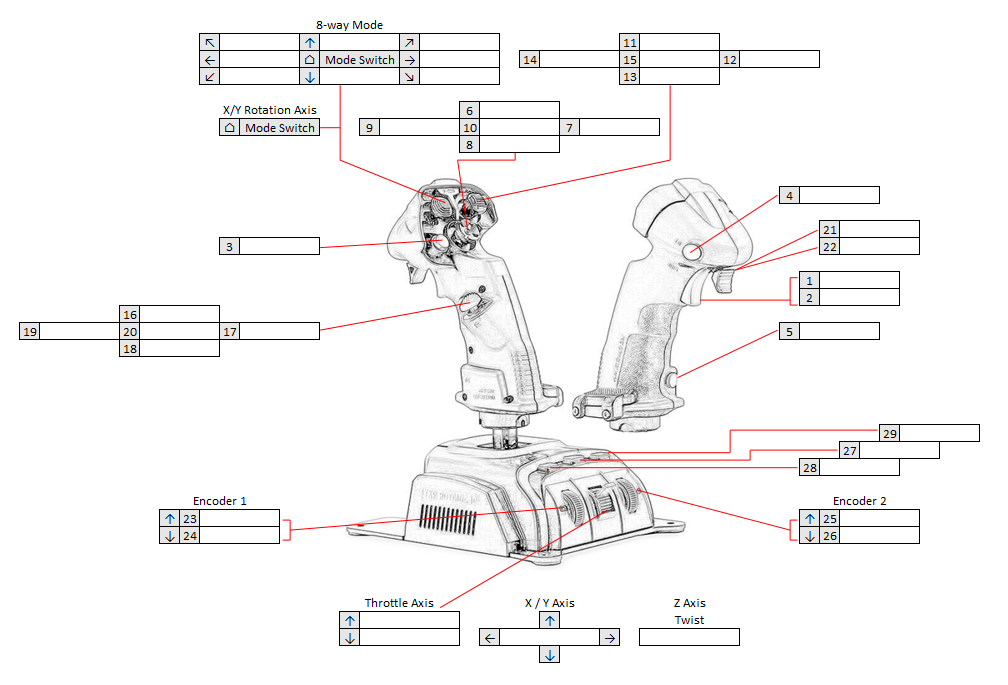 8-way Mode
↖ ↑ ↗
← ⌂ Mode Switch →
↙ ↓ ↘
11
14 15 12
13
X/Y Rotation Axis
⌂ Mode Switch
6
9 10 7
8
4
3
21
22
1
2
16
19 20 17
18
5
29
27
28
Encoder 1
↑ 23
↓ 24
Encoder 2
↑ 25
↓ 26
Throttle Axis
↑
↓
X / Y Axis
↑
← →
↓
Z Axis
Twist